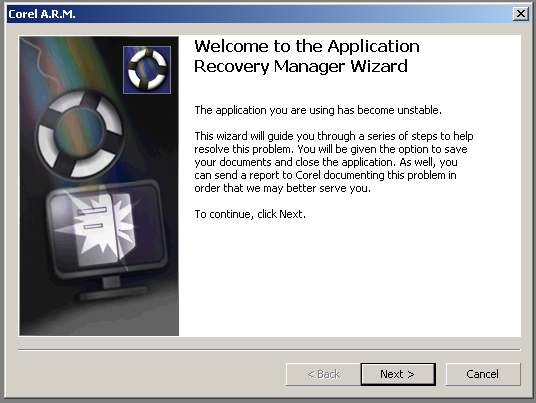 Corel A.R.M.
Welcome to the Application
Recovery Manager Wizard
The application you are using has become unstable.
This wizard will guide you through a series of steps to help
resolve this problem. You will be given the option to save
your documents and close the application. As well, you
can send a report to Corel documenting this problem in
order that we may better serve you.
To continue, click Next.
< Back
Next >
Cancel